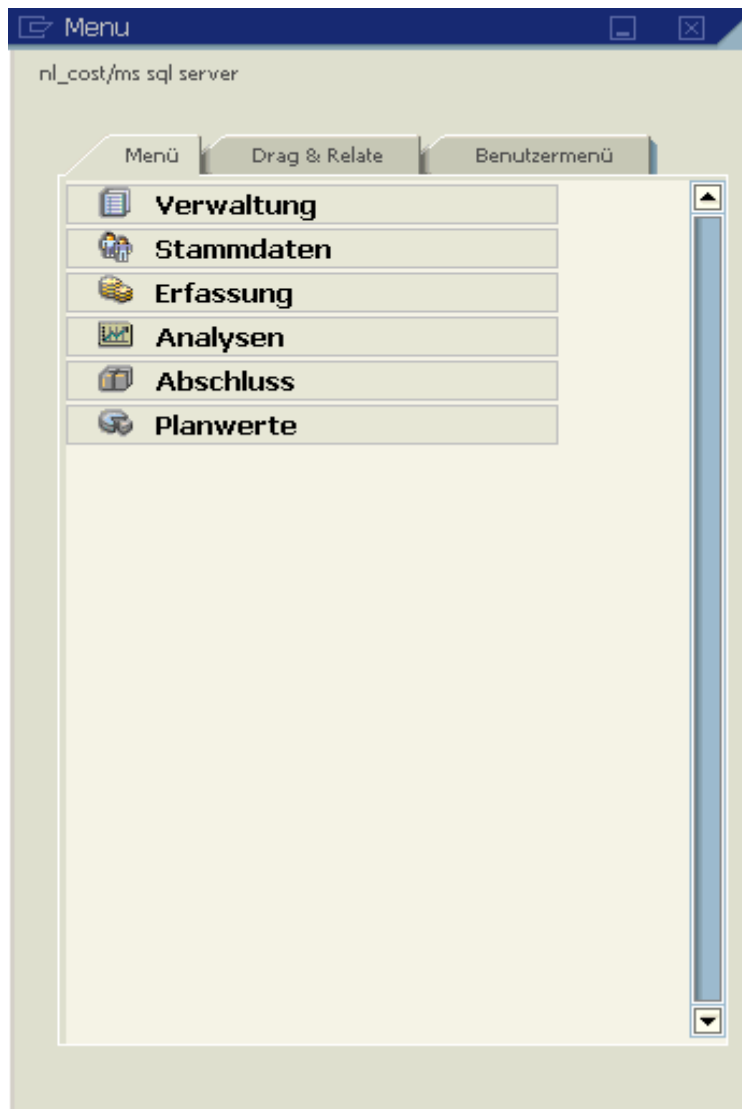 Menu
nl_cost/ms sql server
Menü Drag & Relate Benutzermenü
Verwaltung
Stammdaten
Erfassung
Analysen
Abschluss
Planwerte